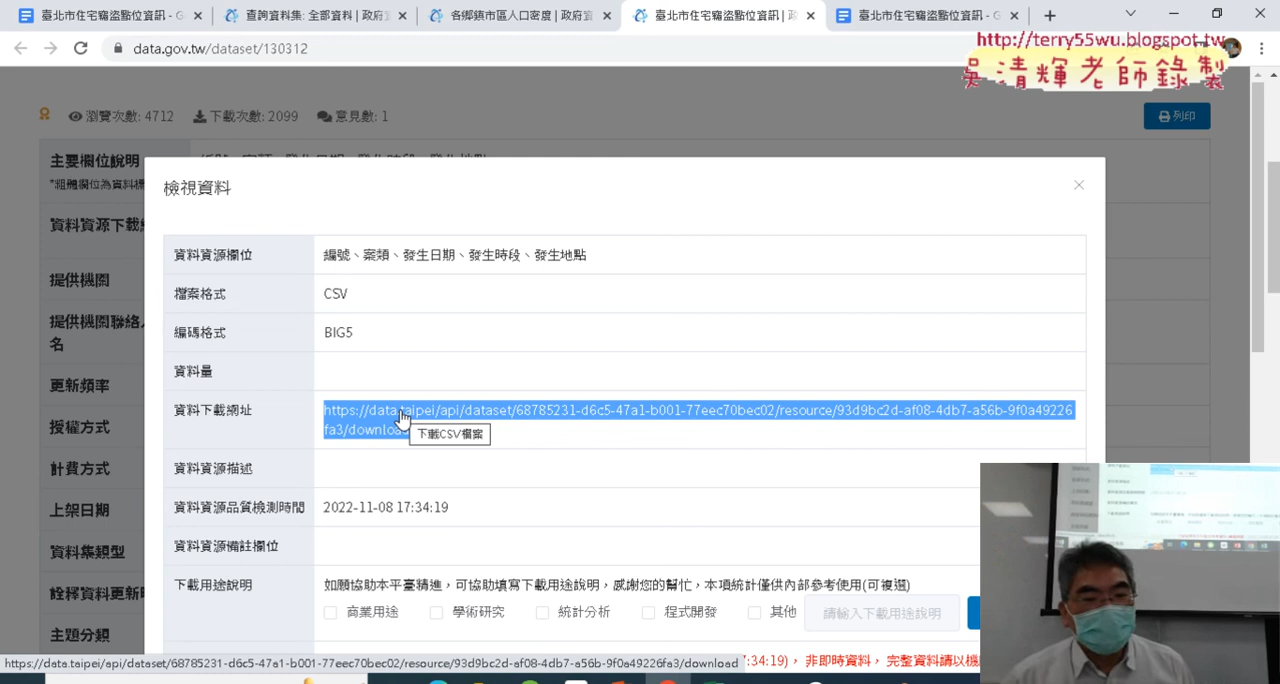 臺北市住宅竊盜點位資訊 - G
查詢資料集: 全部資料 | 政府
各鄉鎮市區人口密度 | 政府資
臺北市住宅竊盜點位資訊 | 政
臺北市住宅竊盜點位資訊 - G
data.gov.tw/dataset/130312
http://terry55wu.blogspot.tw
吳清輝老師錄製
瀏覽次數: 4712 下載次數: 2099 意見數: 1
列印
主要欄位說明
*粗體欄位為資料標
檢視資料
資料資源下載
資料資源欄位 編號、案類、發生日期、發生時段、發生地點
提供機關
檔案格式 CSV
提供機關聯絡人
名
編碼格式 BIG5
資料量
更新頻率
資料下載網址 https://data.taipei/api/dataset/68785231-d6c5-47a1-b001-77eec70bec02/resource/93d9bc2d-af08-4db7-a56b-9f0a49226
fa3/download
下載CSV檔案
授權方式
計費方式
資料資源描述
上架日期
資料資源品質檢測時間 2022-11-08 17:34:19
資料集類型
資料資源備註欄位
詮釋資料更新時
下載用途說明 如願協助本平臺精進，可協助填寫下載用途說明，感謝您的幫忙，本項統計僅供內部參考使用(可複選)
商業用途 學術研究 統計分析 程式開發 其他 請輸入下載用途說明
主題分類
https://data.taipei/api/dataset/68785231-d6c5-47a1-b001-77eec70bec02/resource/93d9bc2d-af08-4db7-a56b-9f0a49226fa3/download
7:34:19)，非即時資料，完整資料請以機